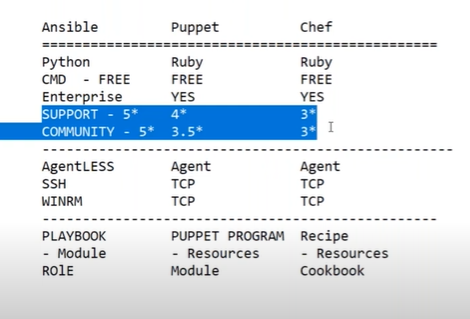 Ansible Puppet Chef
=================================================
Python Ruby Ruby
CMD - FREE FREE FREE
Enterprise YES YES
SUPPORT - 5* 4* 3*
COMMUNITY - 5* 3.5* 3*
---------------------------------------------------
AgentLESS Agent Agent
SSH TCP TCP
WINRM TCP TCP
-------------------------------------------------
PLAYBOOK PUPPET PROGRAM Recipe
- Module - Resources - Resources
ROlE Module Cookbook